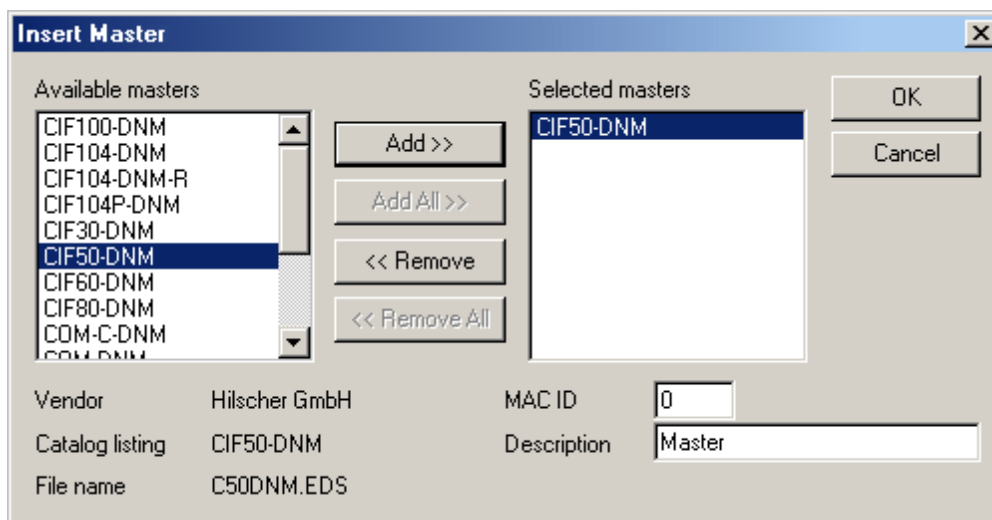 Insert Master
Available masters
CIF100-DNM
CIF104-DNM
CIF104-DNM-R
CIF104P-DNM
CIF30-DNM
CIF50-DNM
CIF60-DNM
CIF80-DNM
COM-C-DNM
COM-DNM
Add >>
Add All >>
<< Remove
<< Remove All
Selected masters
CIF50-DNM
OK
Cancel
Vendor Hilscher GmbH
Catalog listing CIF50-DNM
File name C50DNM.EDS
MAC ID 0
Description Master